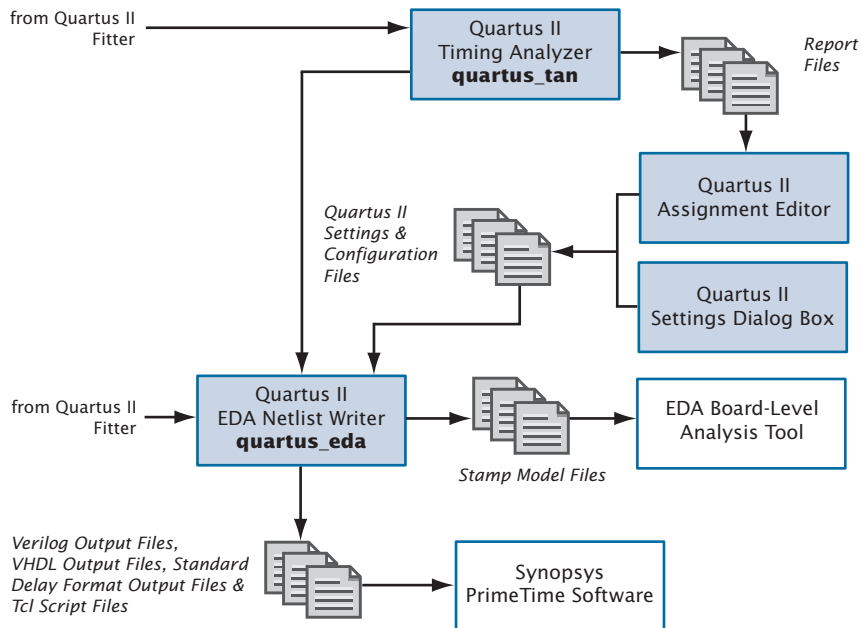 from Quartus II
Fitter
Quartus II
Timing Analyzer
quartus_tan
Report
Files
Quartus II
Assignment Editor
Quartus II
Settings &
Configuration
Files
Quartus II
Settings Dialog Box
from Quartus II
Fitter
Quartus II
EDA Netlist Writer
quartus_eda
Stamp Model Files
EDA Board-Level
Analysis Tool
Verilog Output Files,
VHDL Output Files, Standard
Delay Format Output Files &
Tcl Script Files
Synopsys
PrimeTime Software